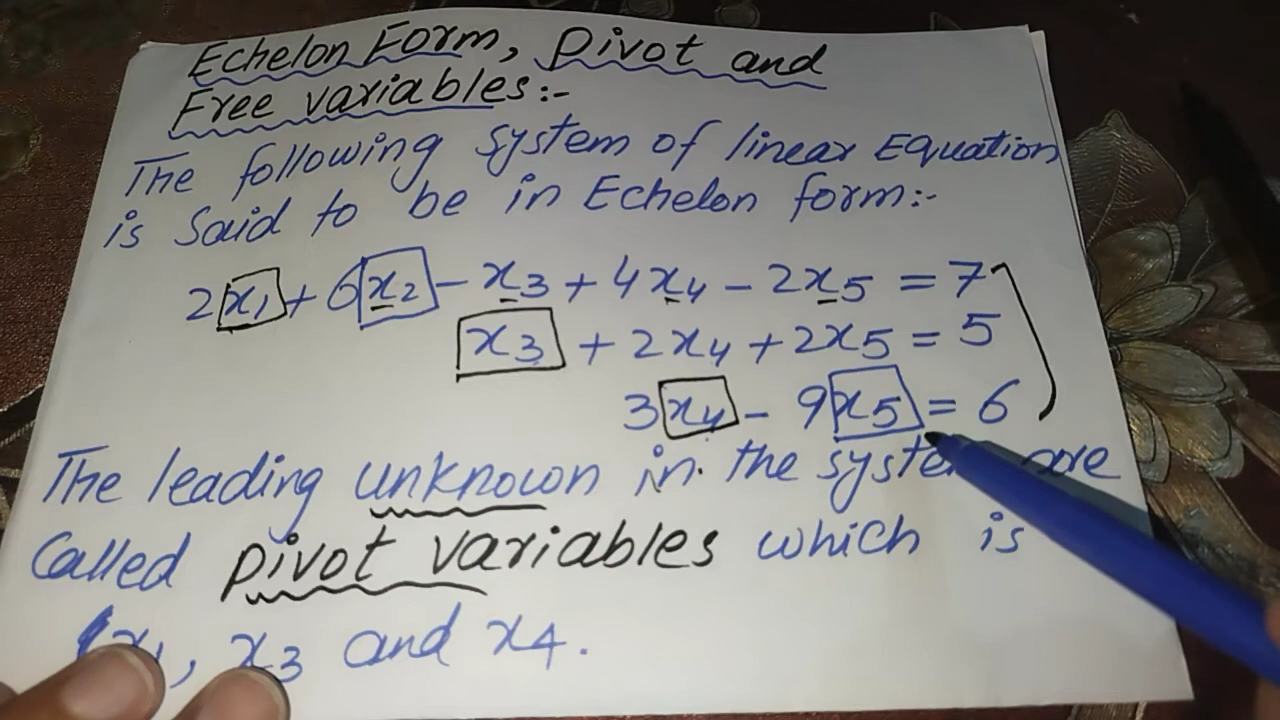 Echelon Form, Pivot and
Free variables:-
The following system of linear Equation
is said to be in Echelon form:-
2x1 + 6x2 - x3 + 4x4 - 2x5 = 7
x3 + 2x4 + 2x5 = 5
3x4 - 9x5 = 6
The leading unknown in the system are
Called pivot variables which is
x1, x3 and x4.